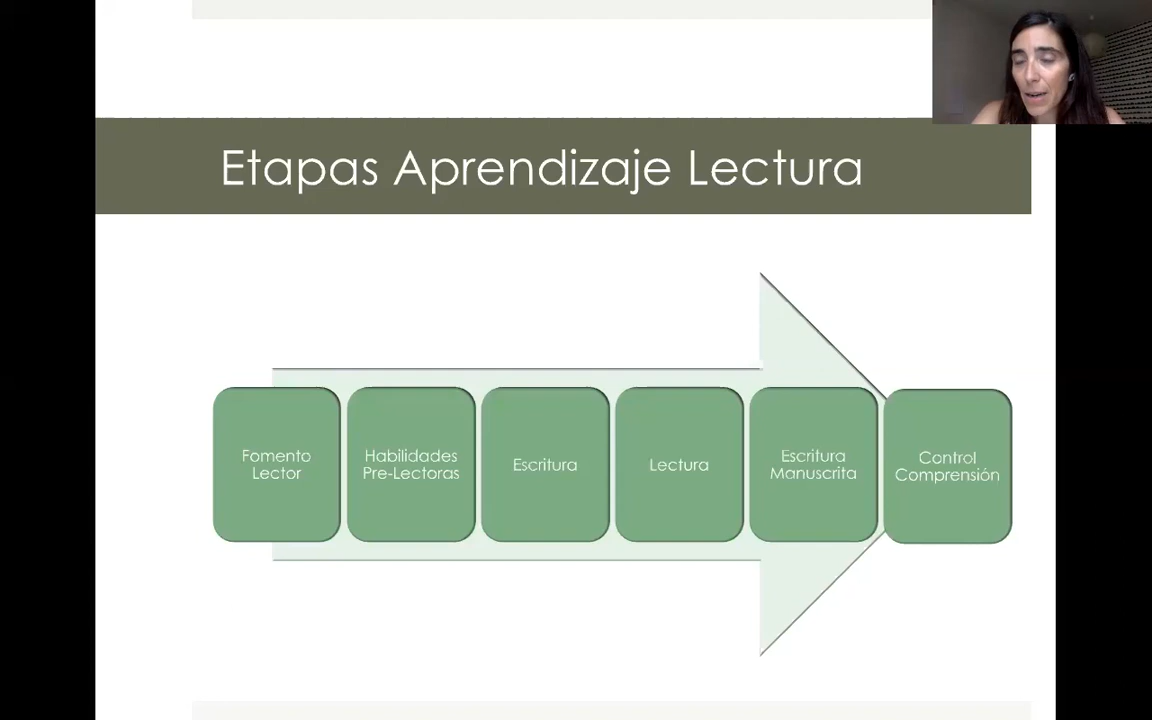 Etapas Aprendizaje Lectura
Fomento
Lector
Habilidades
Pre-Lectoras
Escritura
Lectura
Escritura
Manuscrita
Control
Comprensión